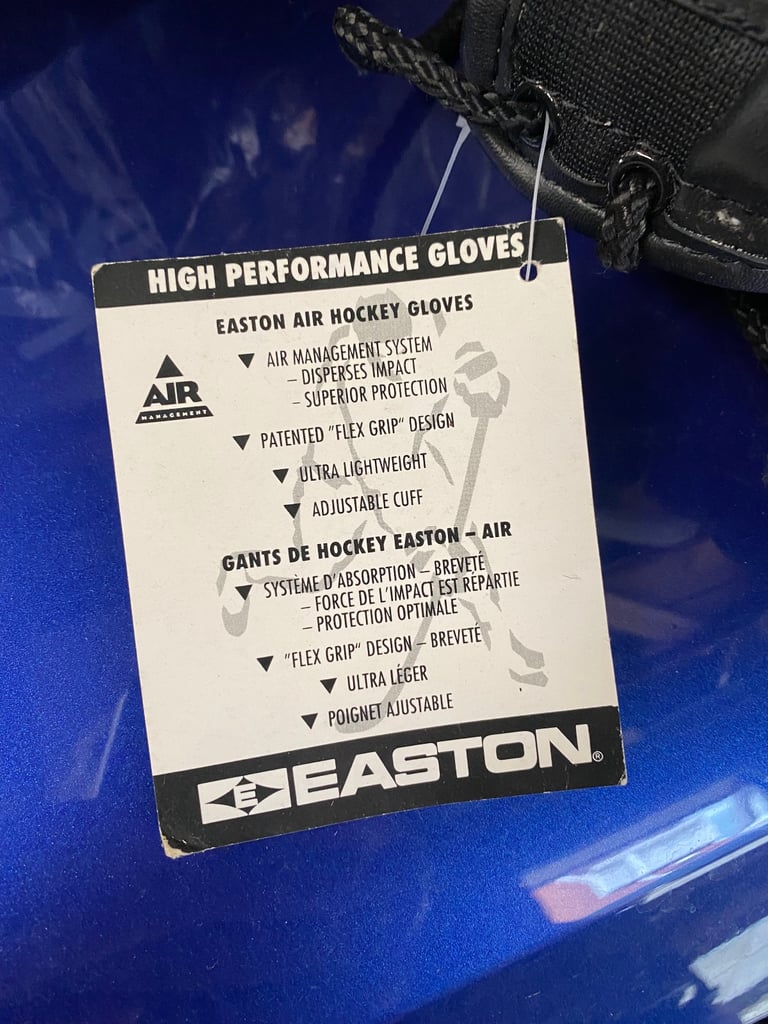 HIGH PERFORMANCE GLOVES
EASTON AIR HOCKEY GLOVES
AIR
MANAGEMENT
▼ AIR MANAGEMENT SYSTEM
– DISPERSES IMPACT
– SUPERIOR PROTECTION
▼ PATENTED "FLEX GRIP" DESIGN
▼ ULTRA LIGHTWEIGHT
▼ ADJUSTABLE CUFF
GANTS DE HOCKEY EASTON – AIR
▼ SYSTÈME D'ABSORPTION – BREVETÉ
– FORCE DE L'IMPACT EST RÉPARTIE
– PROTECTION OPTIMALE
▼ "FLEX GRIP" DESIGN – BREVETÉ
▼ ULTRA LÉGER
▼ POIGNET AJUSTABLE
E EASTON®